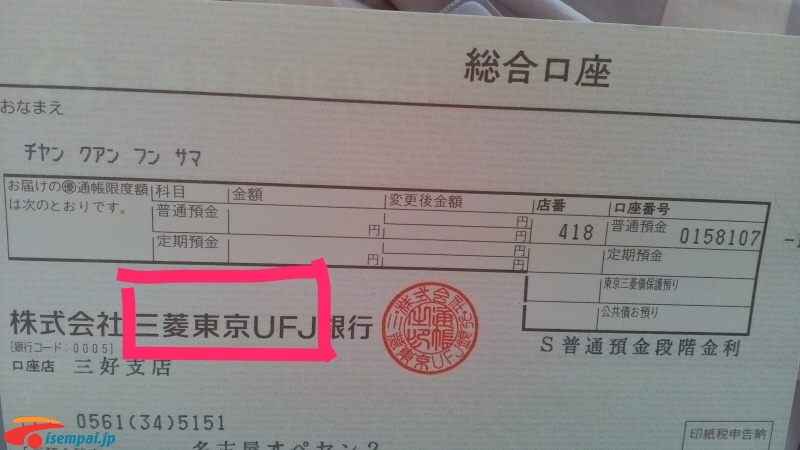 総合口座
おなまえ
チヤン クアン フン サマ
お届けの㊝通帳限度額は次のとおりです。
科目 金額 変更後金額 店番 口座番号
普通預金 円 円 418 普通預金 0158107
定期預金 円 円 定期預金
東京三菱債保護預り
公共債お預り
株式会社三菱東京UFJ銀行
[銀行コード:0005]
口座店 三好支店
S普通預金段階金利
0561(34)5151
isempai.jp
印紙税申告納